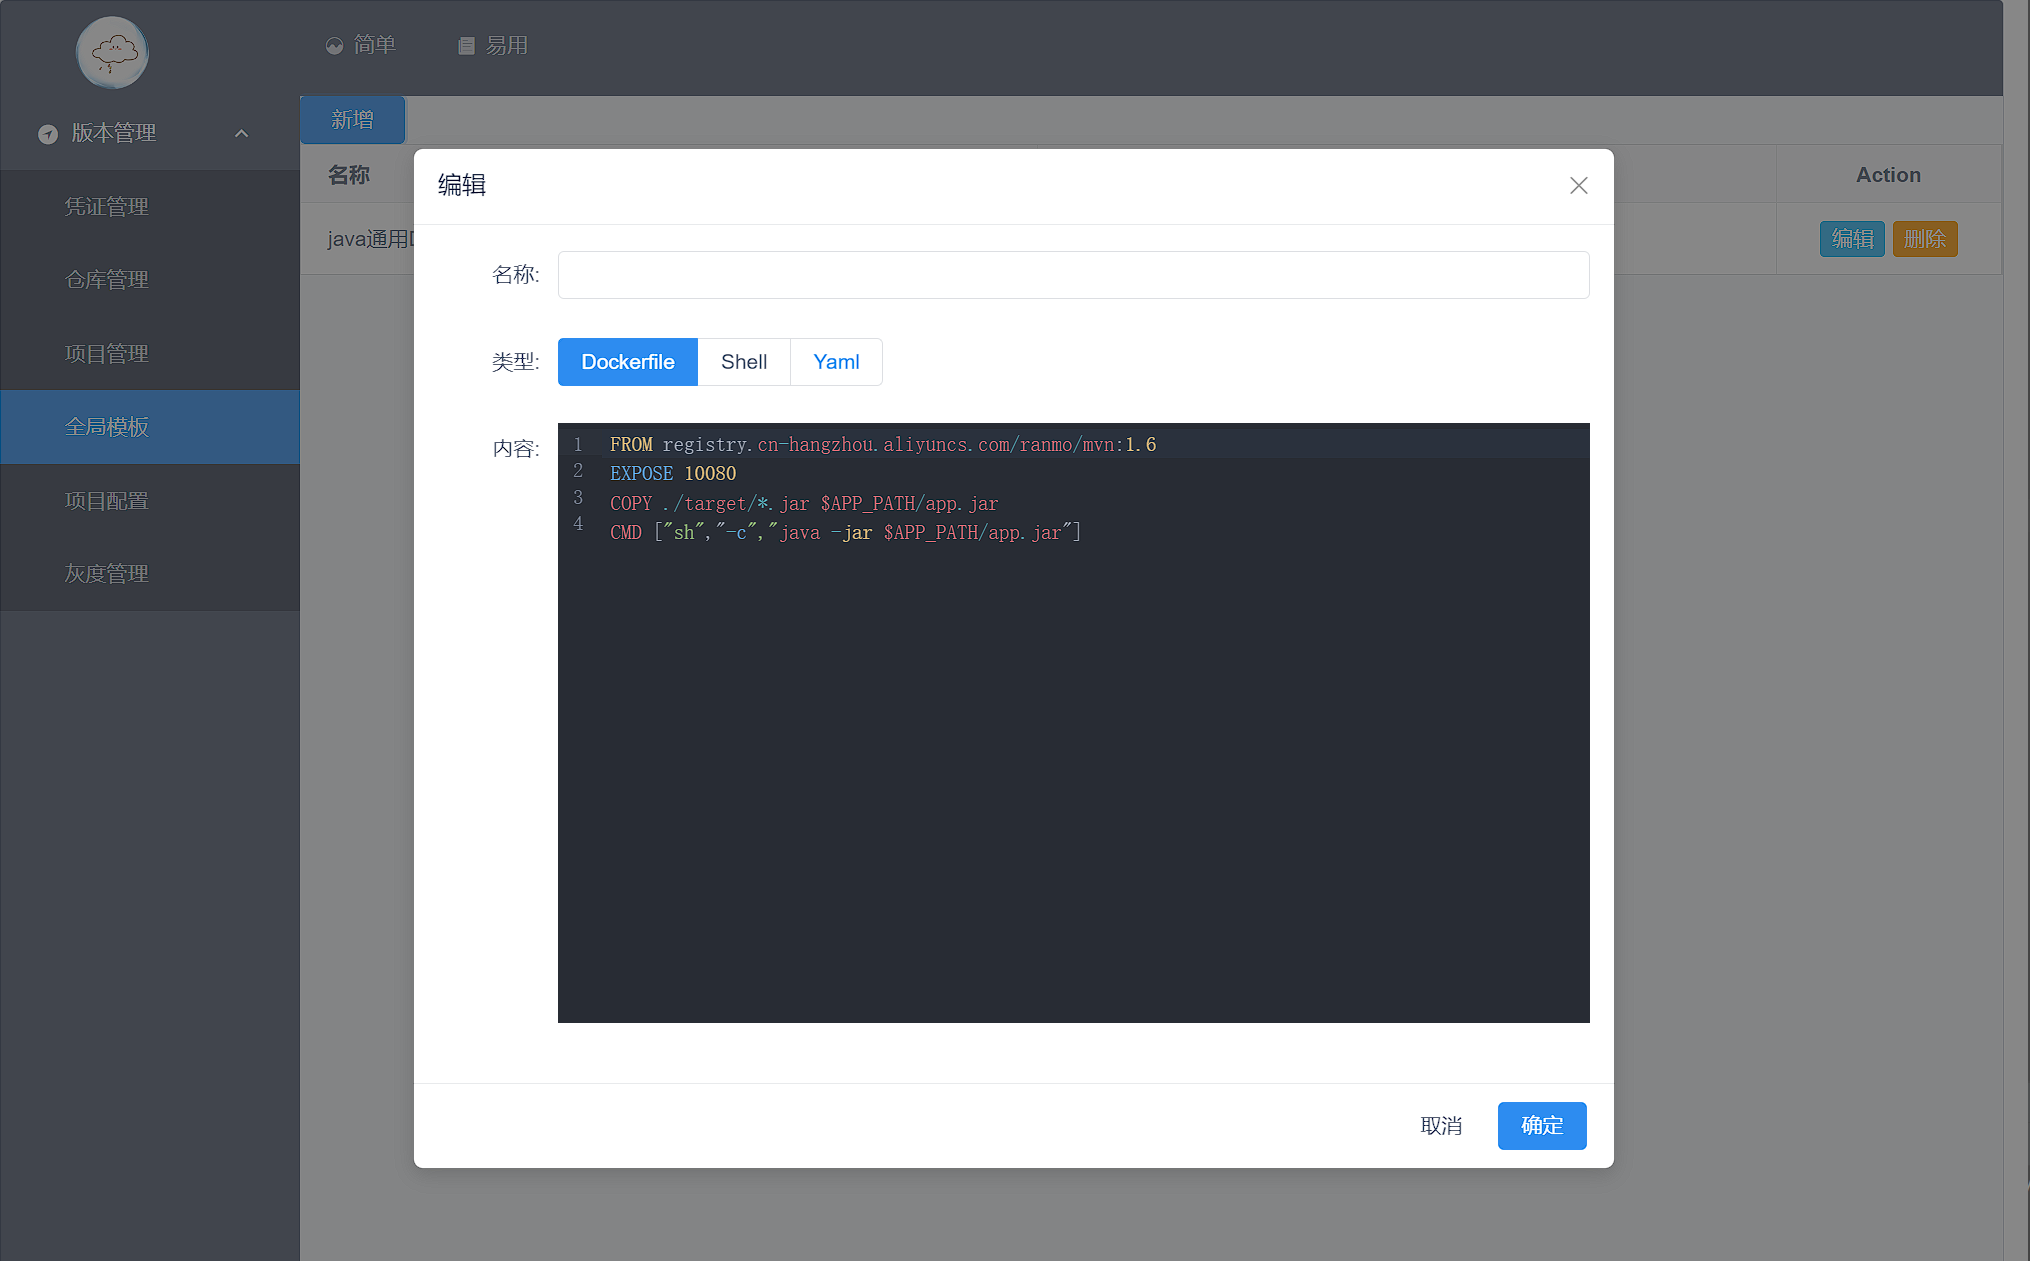 简单
易用
版本管理
凭证管理
仓库管理
项目管理
全局模板
项目配置
灰度管理
新增
名称
Action
java通用
编辑
删除
编辑
名称:
类型:
Dockerfile
Shell
Yaml
内容:
1 FROM registry.cn-hangzhou.aliyuncs.com/ranmo/mvn:1.6
2 EXPOSE 10080
3 COPY ./target/*.jar $APP_PATH/app.jar
4 CMD ["sh","-c","java -jar $APP_PATH/app.jar"]
取消
确定